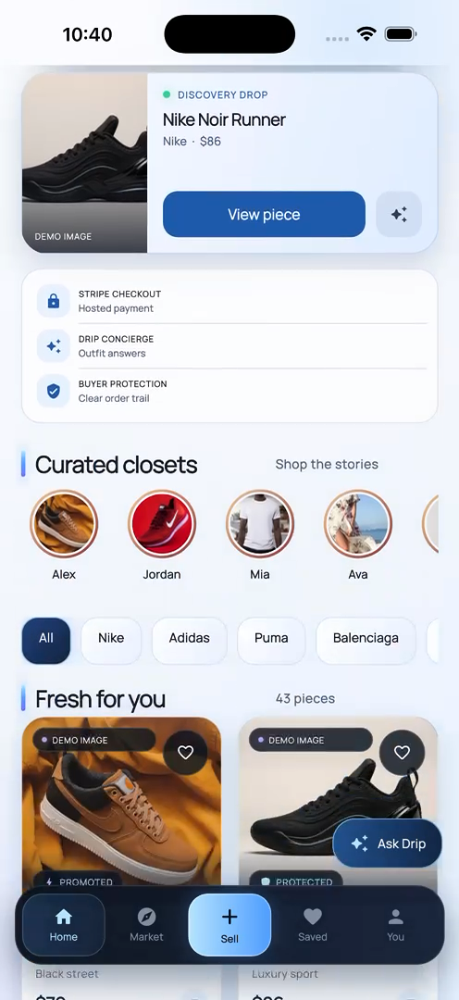 10:40
DISCOVERY DROP
Nike Noir Runner
Nike · $86
View piece
DEMO IMAGE
STRIPE CHECKOUT
Hosted payment
DRIP CONCIERGE
Outfit answers
BUYER PROTECTION
Clear order trail
Curated closets
Shop the stories
Alex
Jordan
Mia
Ava
All
Nike
Adidas
Puma
Balenciaga
Fresh for you
43 pieces
DEMO IMAGE
DEMO IMAGE
Ask Drip
PROMOTED
PROTECTED
Home
Market
Sell
Saved
You
Black street
Luxury sport